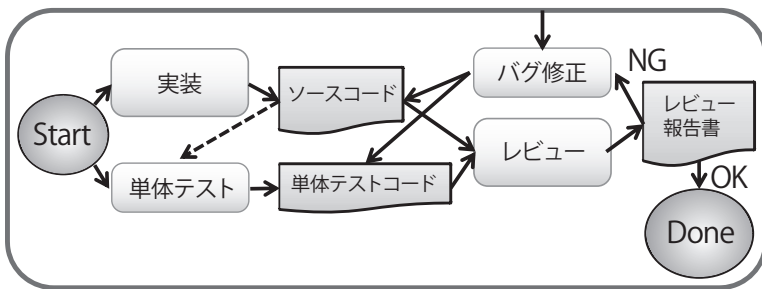 実装
ソースコード
バグ修正
NG
レビュー
報告書
Start
単体テスト
単体テストコード
レビュー
OK
Done